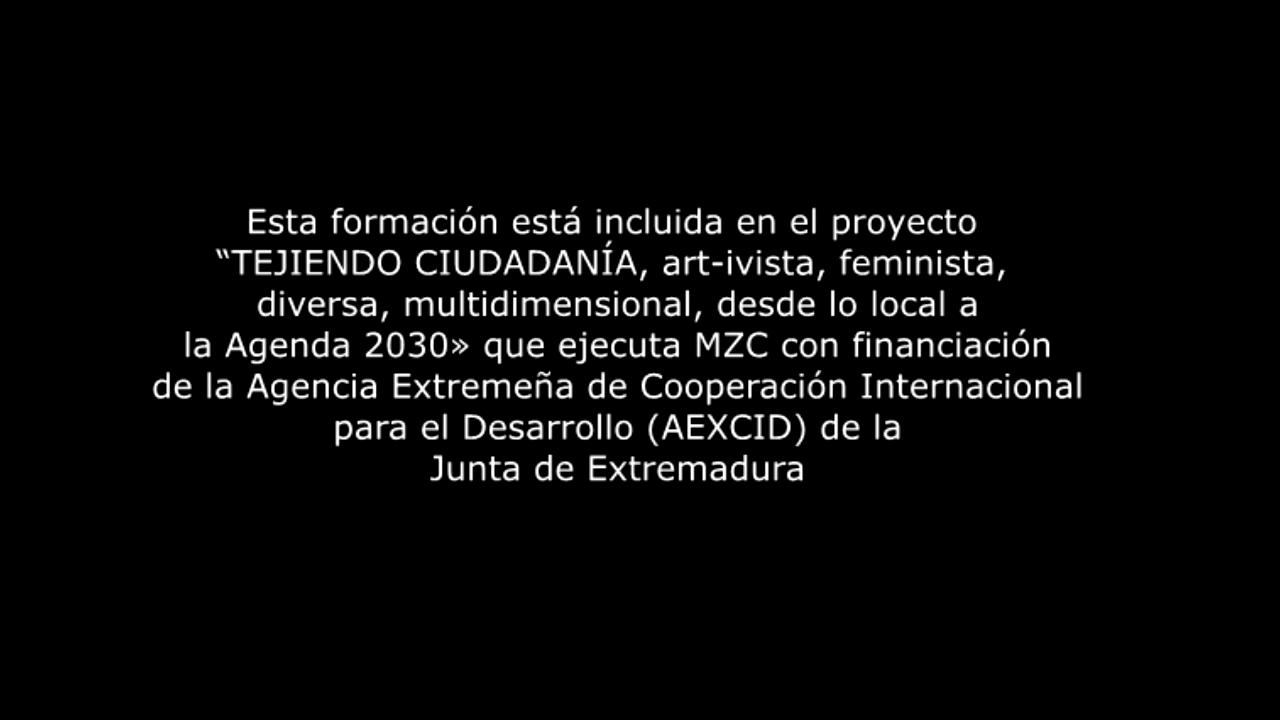 Esta formación está incluida en el proyecto
“TEJIENDO CIUDADANÍA, art-ivista, feminista,
diversa, multidimensional, desde lo local a
la Agenda 2030» que ejecuta MZC con financiación
de la Agencia Extremeña de Cooperación Internacional
para el Desarrollo (AEXCID) de la
Junta de Extremadura